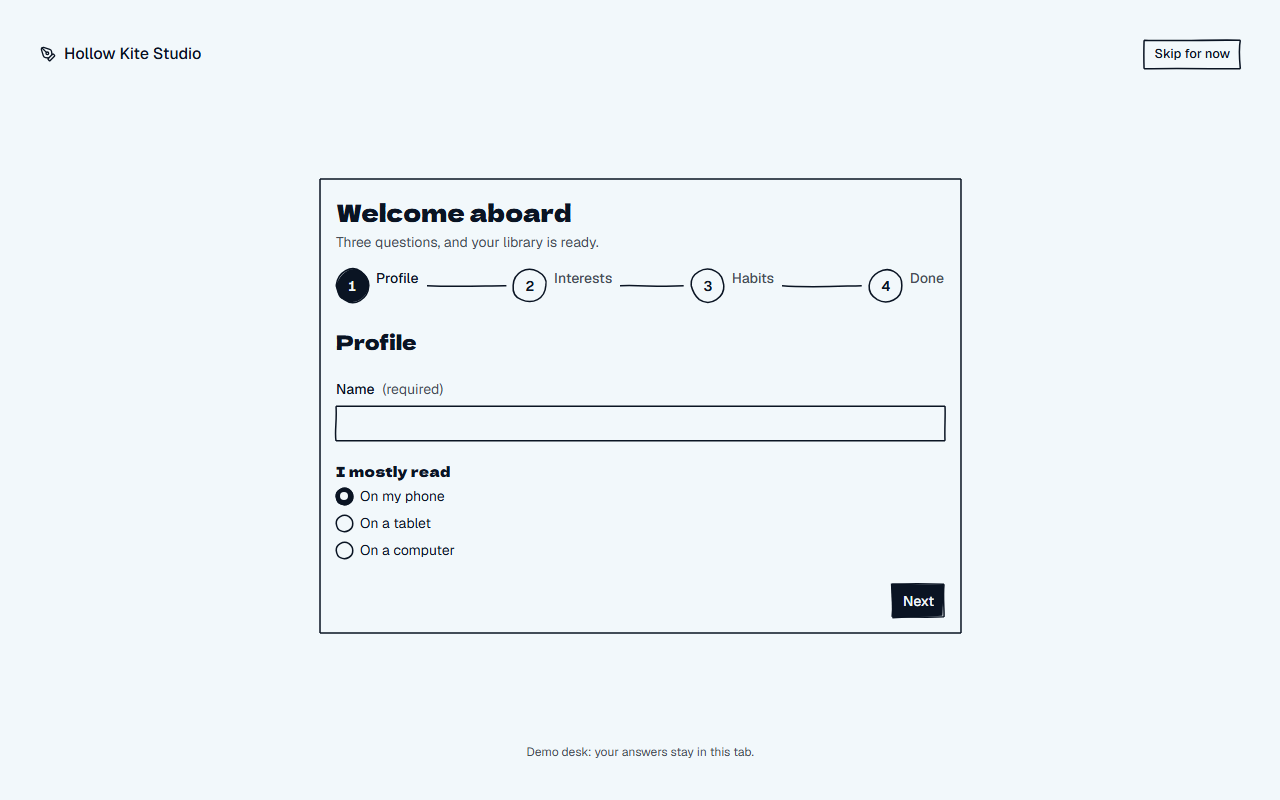 Hollow Kite Studio
Skip for now
Welcome aboard
Three questions, and your library is ready.
1 Profile 2 Interests 3 Habits 4 Done
Profile
Name (required)
I mostly read
On my phone
On a tablet
On a computer
Next
Demo desk: your answers stay in this tab.